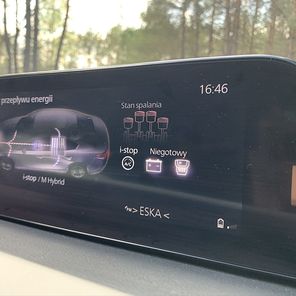 16:46
przepływu energii
Stan spalania
i-stop Niegotowy
A/C
i-stop / M Hybrid
> ESKA <